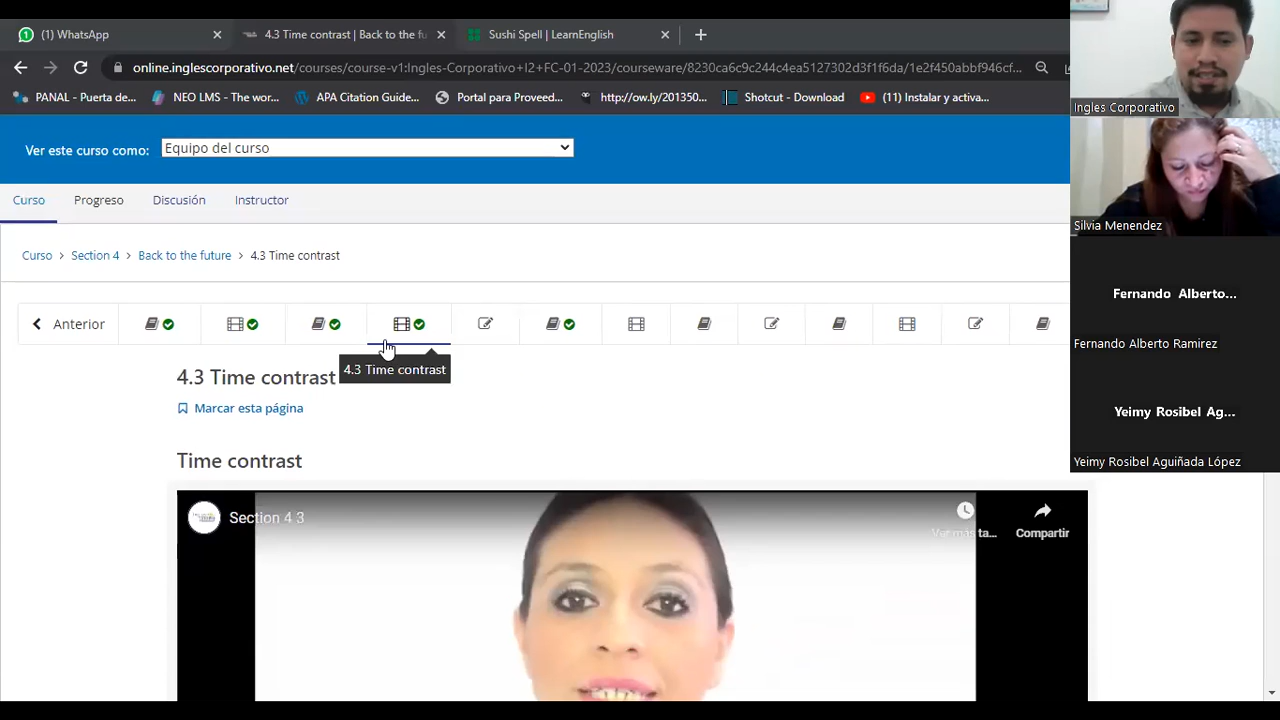 (1) WhatsApp
4.3 Time contrast | Back to the fu
Sushi Spell | LearnEnglish
online.inglescorporativo.net/courses/course-v1:Ingles-Corporativo+I2+FC-01-2023/courseware/8230ca6c9c244c4ea5127302d3f1f6da/1e2f450abbf946cf...
PANAL - Puerta de...
NEO LMS - The wor...
APA Citation Guide...
Portal para Proveed...
http://ow.ly/201350...
Shotcut - Download
(11) Instalar y activa...
Ver este curso como:
Equipo del curso
Curso
Progreso
Discusión
Instructor
Curso > Section 4 > Back to the future > 4.3 Time contrast
Anterior
4.3 Time contrast
4.3 Time contrast
Marcar esta página
Time contrast
Section 4 3
Ver más ta...
Compartir
Ingles Corporativo
Silvia Menendez
Fernando Alberto...
Fernando Alberto Ramirez
Yeimy Rosibel Ag...
Yeimy Rosibel Aguiñada López